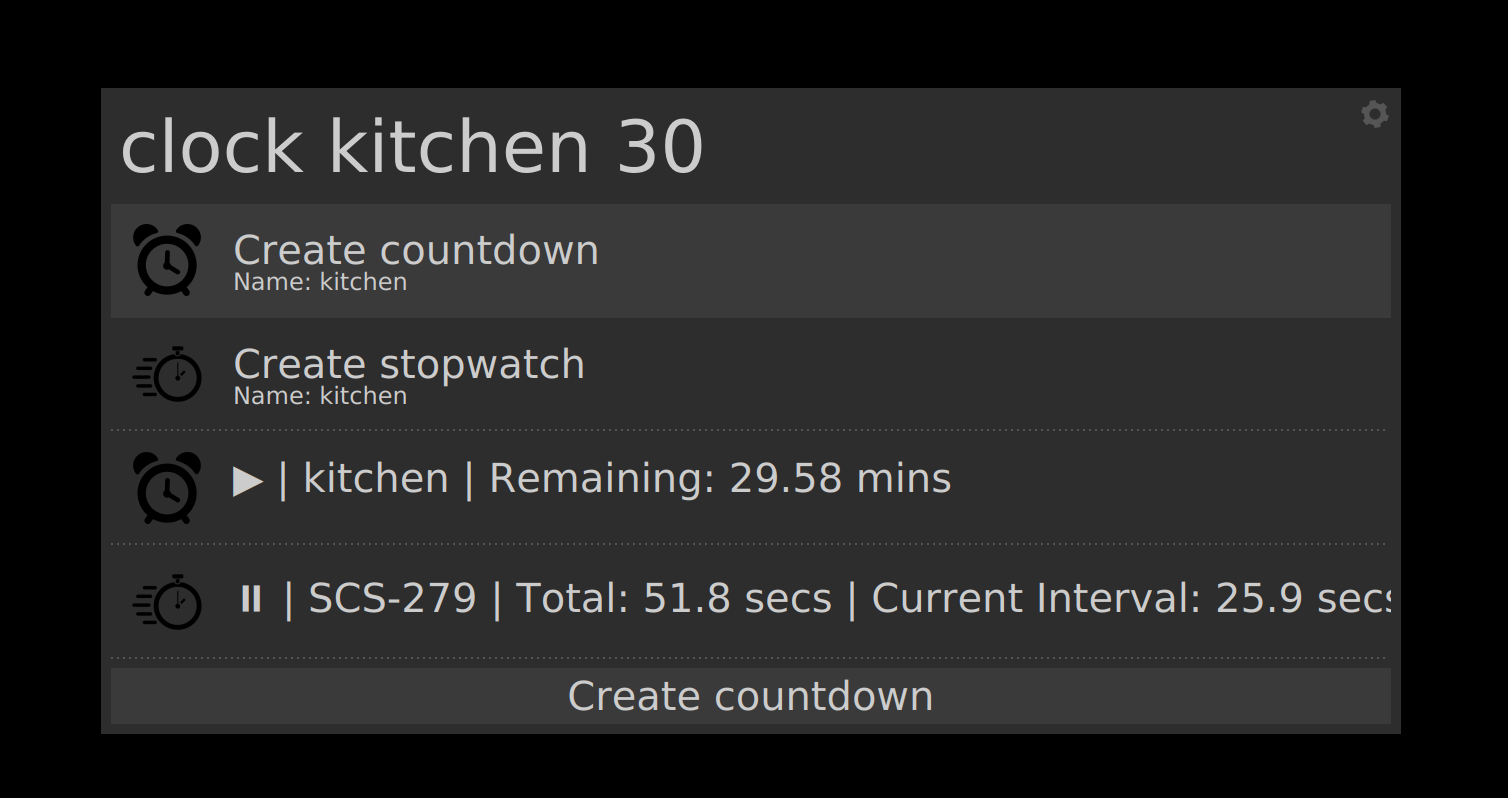 clock kitchen 30
Create countdown
Name: kitchen
Create stopwatch
Name: kitchen
▶ | kitchen | Remaining: 29.58 mins
⏸ | SCS-279 | Total: 51.8 secs | Current Interval: 25.9 secs
Create countdown